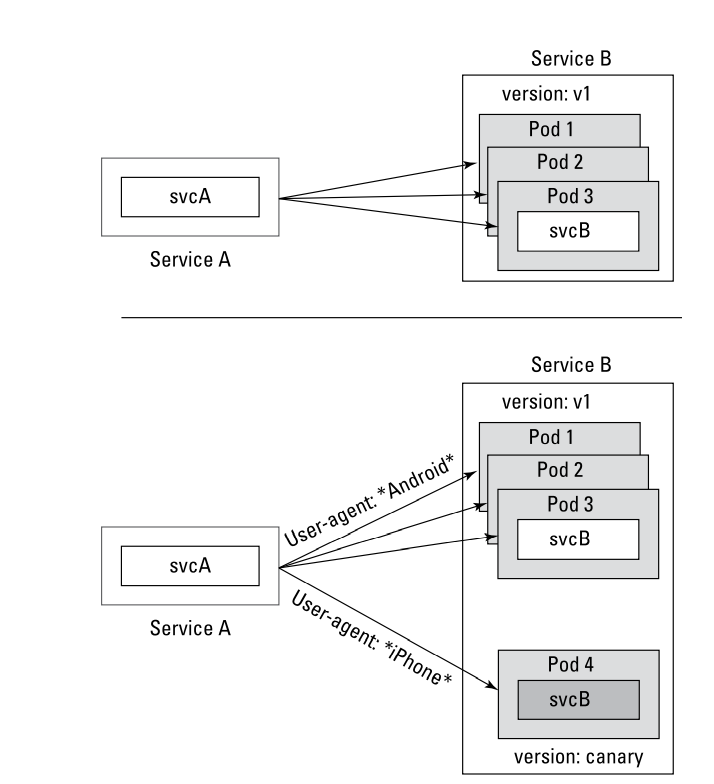 Service B
version: v1
Pod 1
Pod 2
Pod 3
svcB
svcA
Service A
Service B
version: v1
Pod 1
Pod 2
Pod 3
svcB
User-agent: *Android*
svcA
Service A
User-agent: *iPhone*
Pod 4
svcB
version: canary